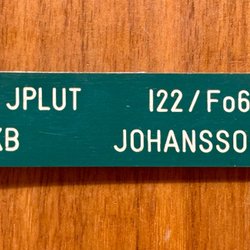 JPLUT I22/Fo6
KB JOHANSSO